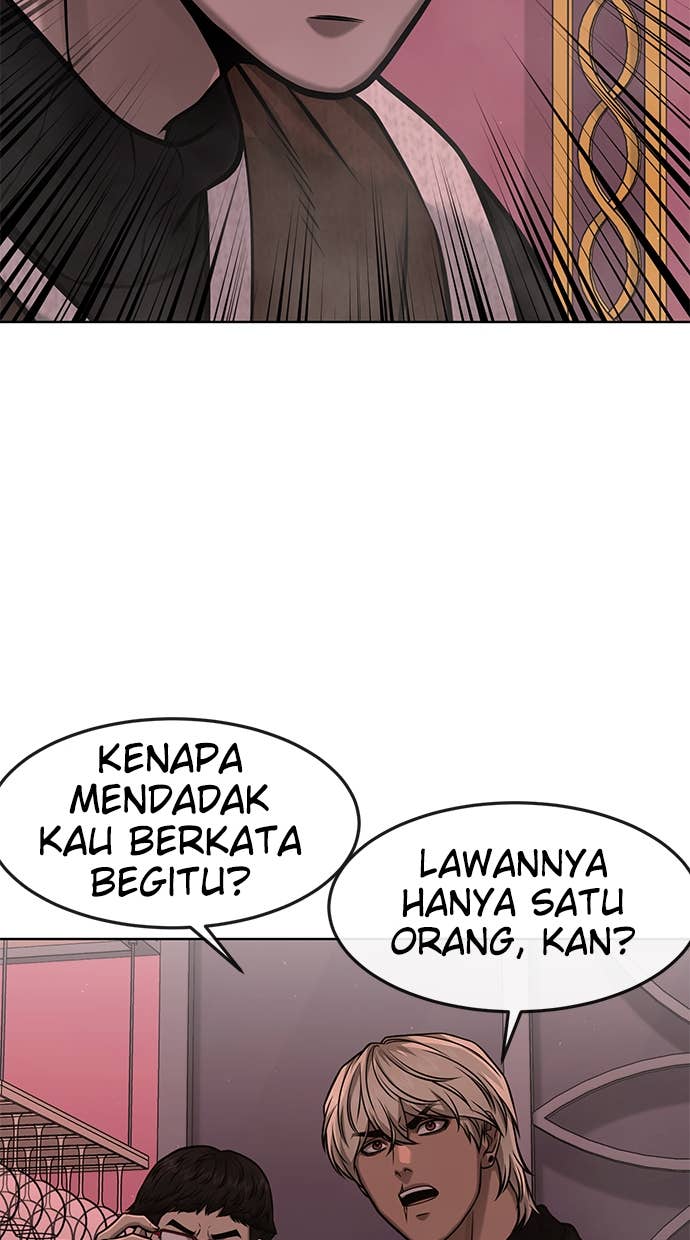 KENAPA
MENDADAK
KAU BERKATA
BEGITU?
LAWANNYA
HANYA SATU
ORANG, KAN?